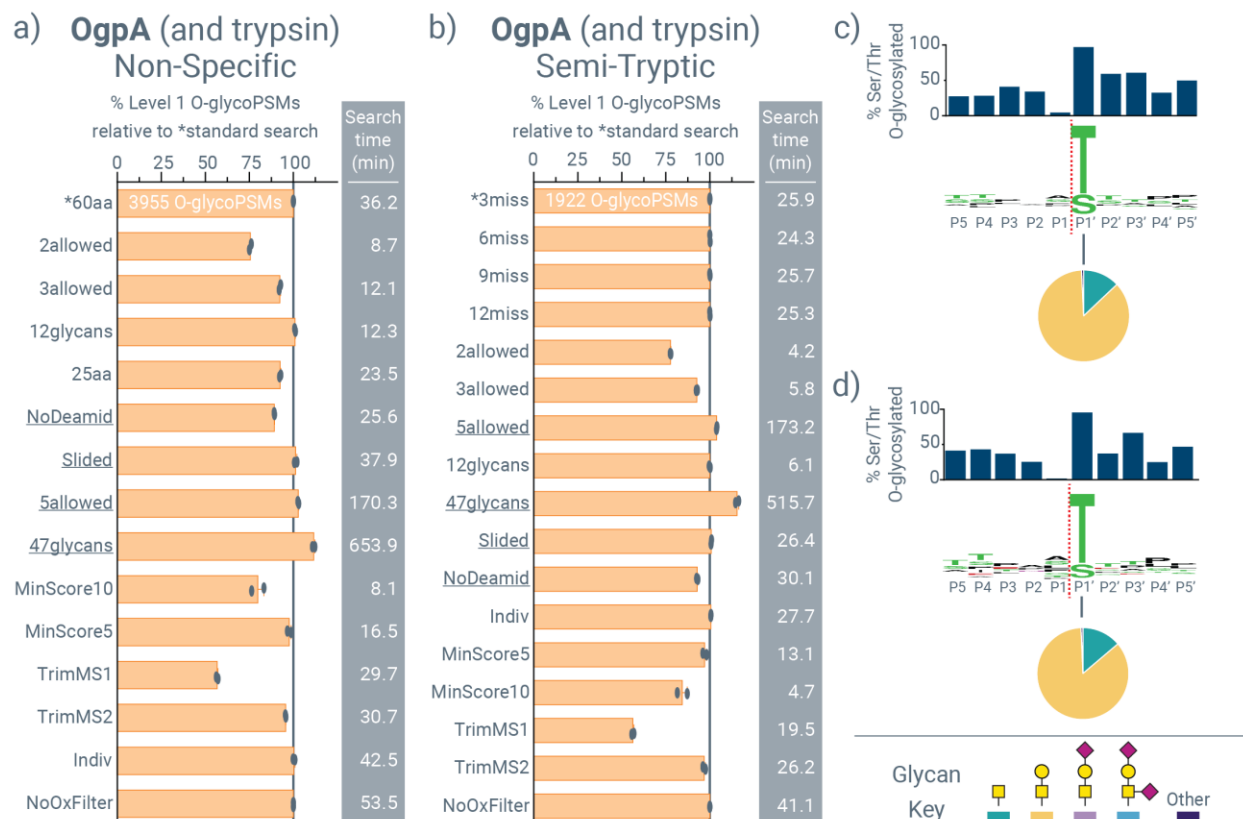 a) OgpA (and trypsin)
Non-Specific
% Level 1 O-glycoPSMs
relative to *standard search
Search
time
(min)
0 25 50 75 100
*60aa 3955 O-glycoPSMs 36.2
2allowed 8.7
3allowed 12.1
12glycans 12.3
25aa 23.5
NoDeamid 25.6
Slided 37.9
5allowed 170.3
47glycans 653.9
MinScore10 8.1
MinScore5 16.5
TrimMS1 29.7
TrimMS2 30.7
Indiv 42.5
NoOxFilter 53.5
b) OgpA (and trypsin)
Semi-Tryptic
% Level 1 O-glycoPSMs
relative to *standard search
Search
time
(min)
0 25 50 75 100
*3miss 1922 O-glycoPSMs 25.9
6miss 24.3
9miss 25.7
12miss 25.3
2allowed 4.2
3allowed 5.8
5allowed 173.2
12glycans 6.1
47glycans 515.7
Slided 26.4
NoDeamid 30.1
Indiv 27.7
MinScore5 13.1
MinScore10 4.7
TrimMS1 19.5
TrimMS2 26.2
NoOxFilter 41.1
c)
% Ser/Thr
O-glycosylated
100
50
0
T
S
P5 P4 P3 P2 P1 P1' P2' P3' P4' P5'
d)
% Ser/Thr
O-glycosylated
100
50
0
T
S
P5 P4 P3 P2 P1 P1' P2' P3' P4' P5'
Glycan
Key
Other